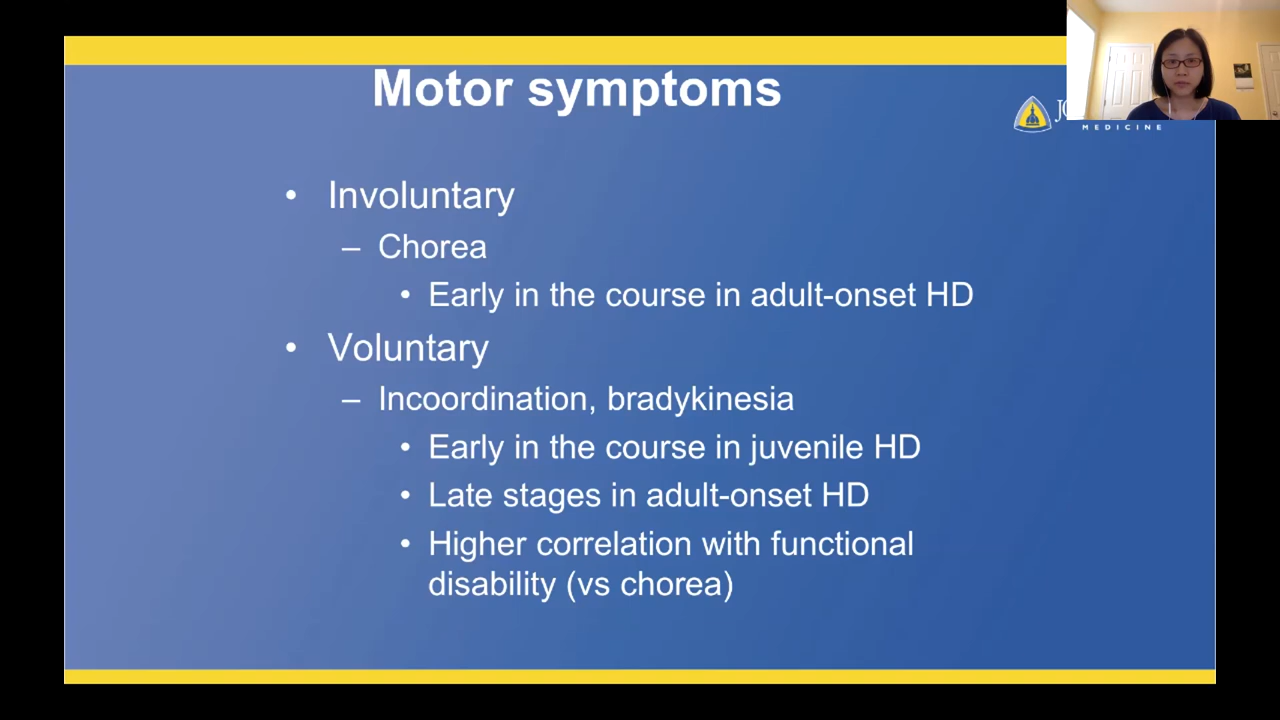 Motor symptoms
MEDICINE
• Involuntary
– Chorea
• Early in the course in adult-onset HD
• Voluntary
– Incoordination, bradykinesia
• Early in the course in juvenile HD
• Late stages in adult-onset HD
• Higher correlation with functional
disability (vs chorea)